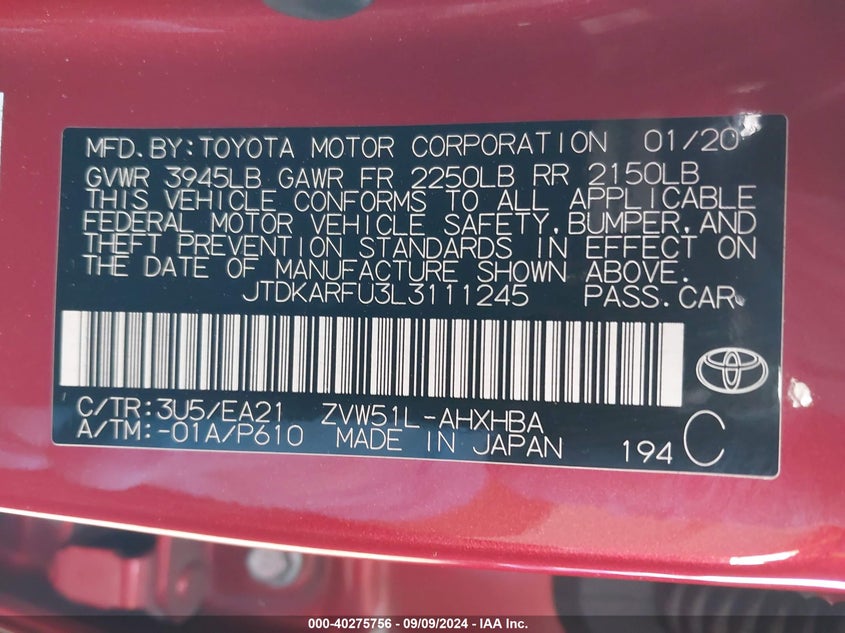 MFD.BY:TOYOTA MOTOR CORPORATION 01/20
GVWR 3945LB GAWR FR 2250LB RR 2150LB
THIS VEHICLE CONFORMS TO ALL APPLICABLE
FEDERAL MOTOR VEHICLE SAFETY,BUMPER,AND
THEFT PREVENTION STANDARDS IN EFFECT ON
THE DATE OF MANUFACTURE SHOWN ABOVE.
JTDKARFU3L3111245 PASS.CAR
C/TR:3U5/EA21 ZVW51L-AHXHBA
A/TM:-01A/P610 MADE IN JAPAN 194 C
000-40275756 - 09/09/2024 - IAA Inc.